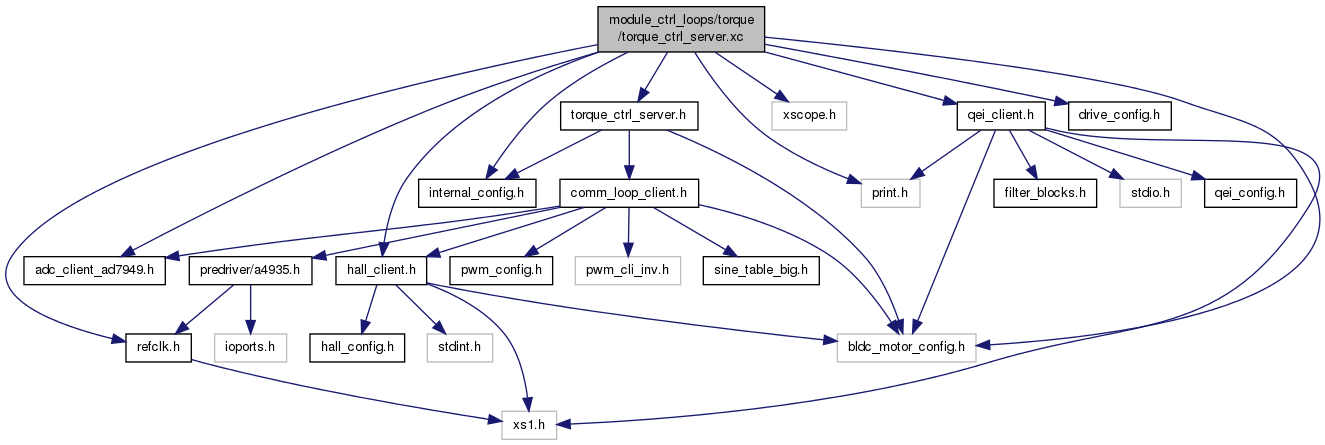 module_ctrl_loops/torque
/torque_ctrl_server.xc
torque_ctrl_server.h
xscope.h
qei_client.h
drive_config.h
internal_config.h
comm_loop_client.h
print.h
filter_blocks.h
stdio.h
qei_config.h
adc_client_ad7949.h
predriver/a4935.h
hall_client.h
pwm_config.h
pwm_cli_inv.h
sine_table_big.h
refclk.h
ioports.h
hall_config.h
stdint.h
bldc_motor_config.h
xs1.h